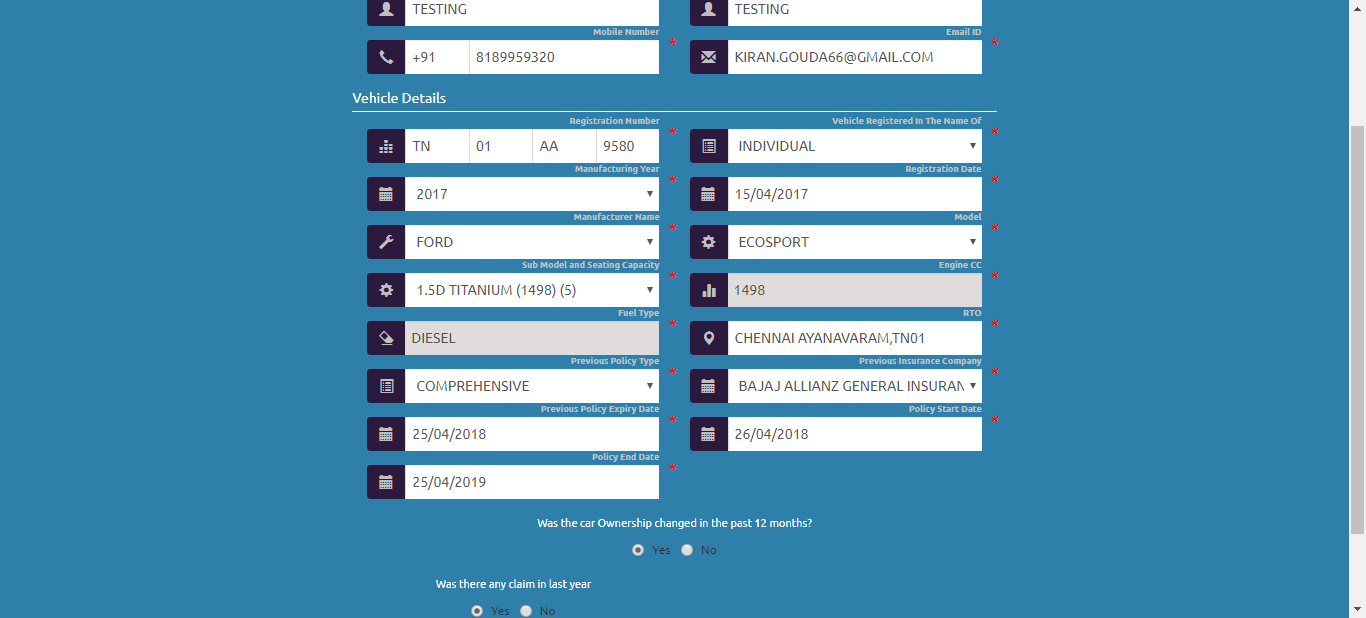 TESTING TESTING
Mobile Number Email ID
* *
+91 8189959320 KIRAN.GOUDA66@GMAIL.COM
Vehicle Details
Registration Number Vehicle Registered In The Name Of
* *
TN 01 AA 9580 INDIVIDUAL
Manufacturing Year Registration Date
* *
2017 15/04/2017
Manufacturer Name Model
* *
FORD ECOSPORT
Sub Model and Seating Capacity Engine CC
* *
1.5D TITANIUM (1498) (5) 1498
Fuel Type RTO
* *
DIESEL CHENNAI AYANAVARAM,TN01
Previous Policy Type Previous Insurance Company
* *
COMPREHENSIVE BAJAJ ALLIANZ GENERAL INSURAN
Previous Policy Expiry Date Policy Start Date
* *
25/04/2018 26/04/2018
Policy End Date
*
25/04/2019
Was the car Ownership changed in the past 12 months?
Yes No
Was there any claim in last year
Yes No